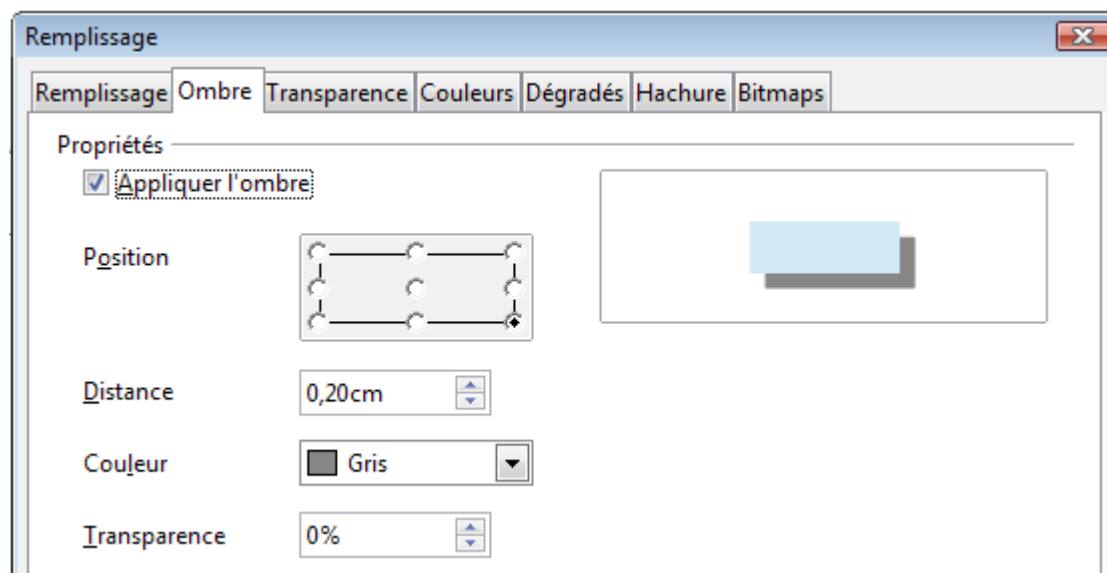 Remplissage
Remplissage Ombre Transparence Couleurs Dégradés Hachure Bitmaps
Propriétés
Appliquer l'ombre
Position
Distance 0,20cm
Couleur Gris
Transparence 0%